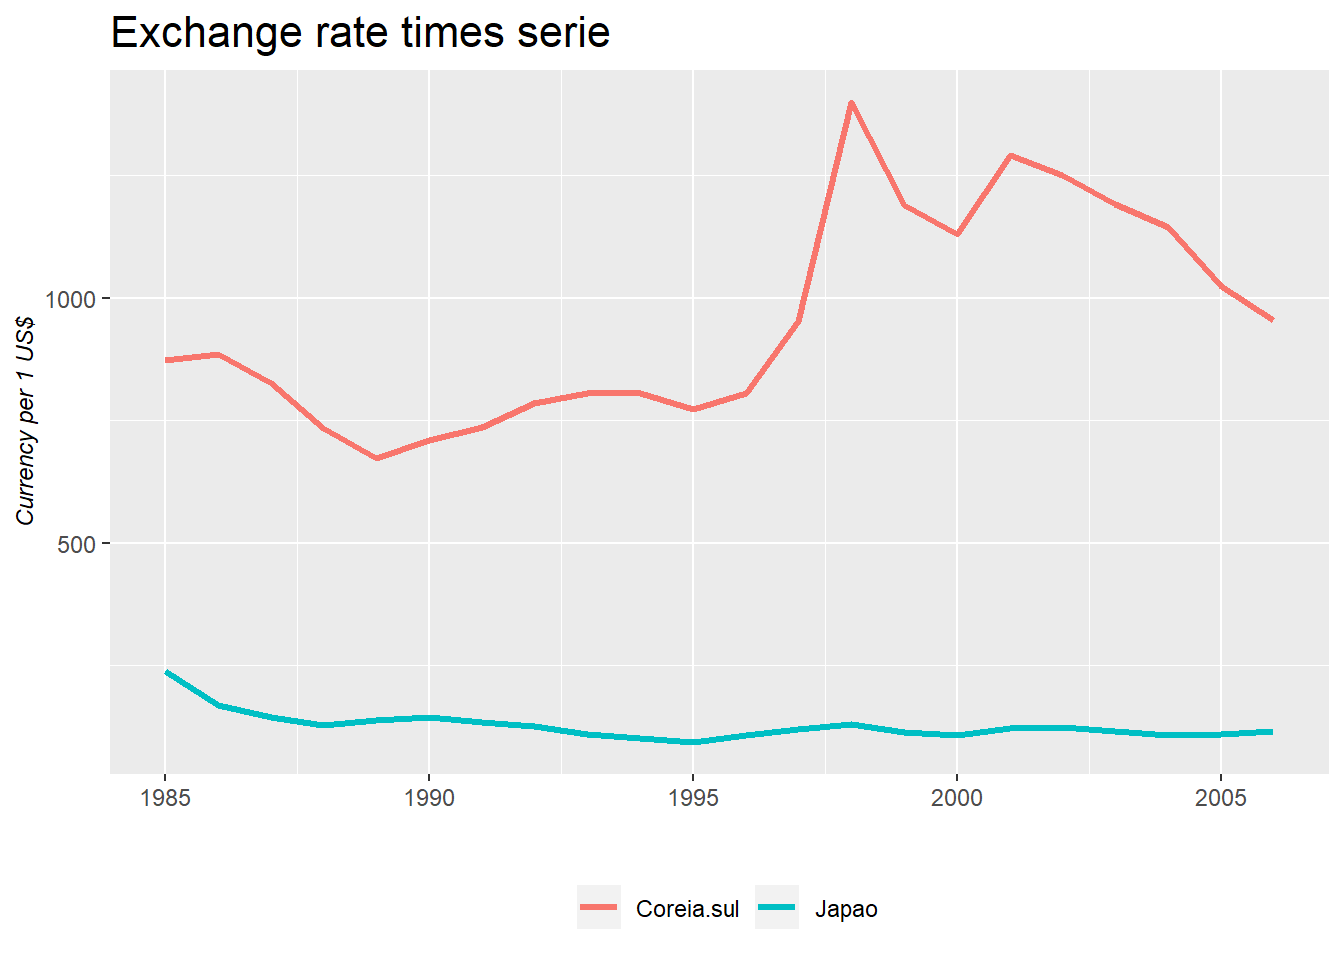 Exchange rate times serie
Currency per 1 US$
1000
500
1985 1990 1995 2000 2005
Coreia.sul Japao